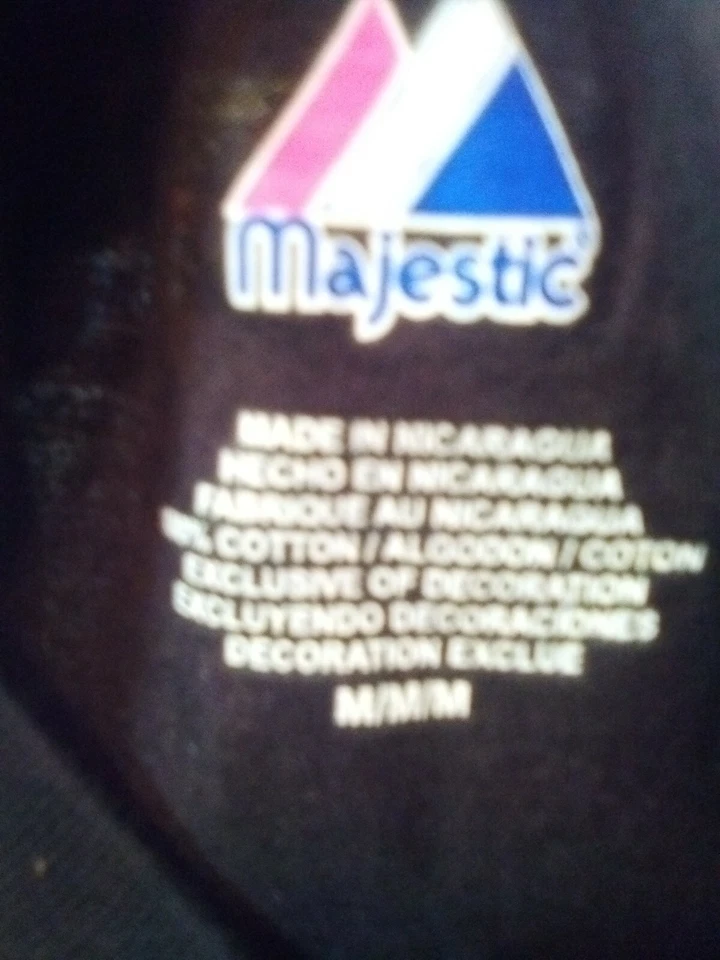 Majestic
MADE IN NICARAGUA
HECHO EN NICARAGUA
FABRIQUE AU NICARAGUA
COTTON / ALGODON / COTON
EXCLUSIVE OF DECORATION
EXCLUYENDO DECORACIONES
DECORATION EXCLUE
M/M/M